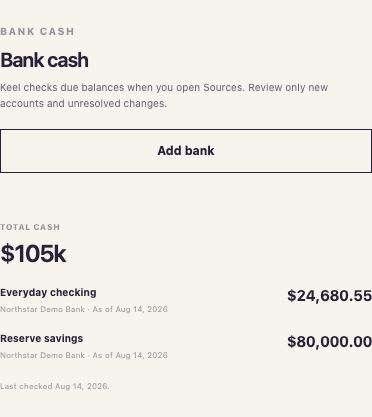 BANK CASH
Bank cash
Keel checks due balances when you open Sources. Review only new
accounts and unresolved changes.
Add bank
TOTAL CASH
$105k
Everyday checking
$24,680.55
Northstar Demo Bank · As of Aug 14, 2026
Reserve savings
$80,000.00
Northstar Demo Bank · As of Aug 14, 2026
Last checked Aug 14, 2026.